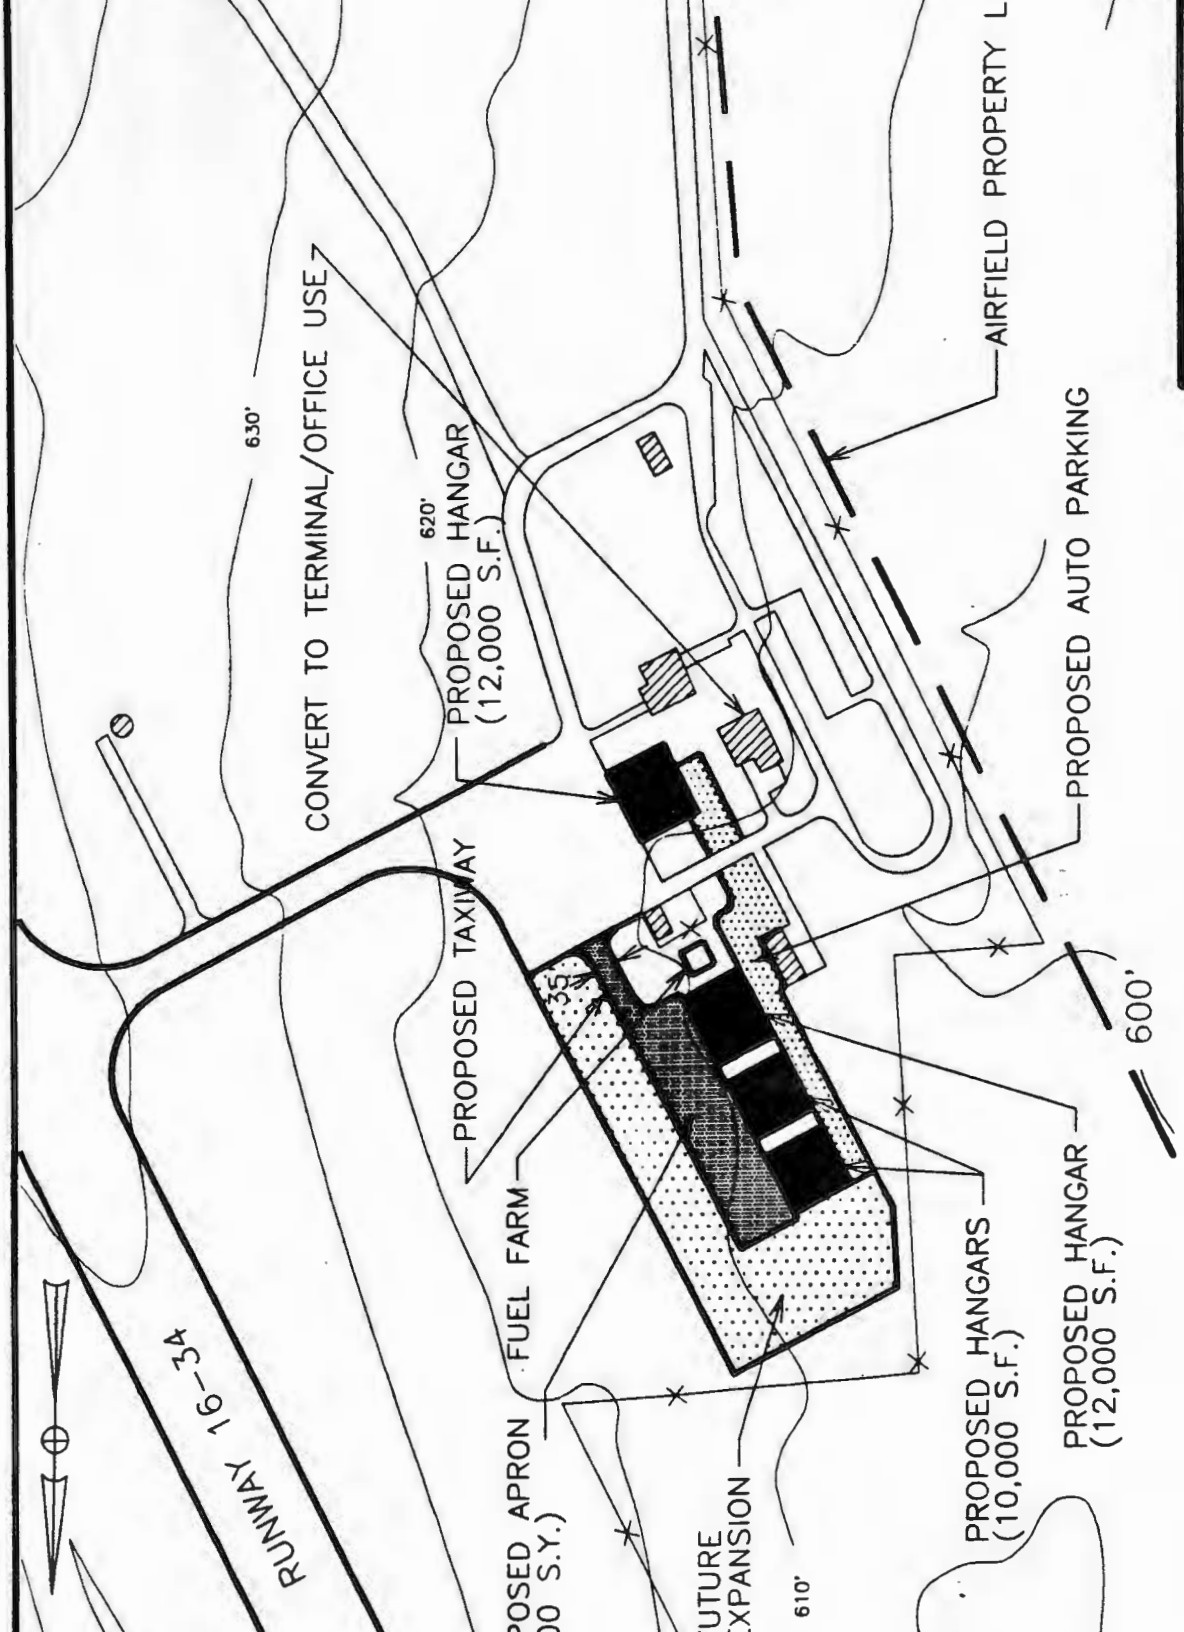 RUNWAY 16-34
630'
CONVERT TO TERMINAL/OFFICE USE
620'
PROPOSED HANGAR
(12,000 S.F.)
PROPOSED TAXIWAY
FUEL FARM
POSED APRON
00 S.Y.)
35'
UTURE
XPANSION
610'
PROPOSED HANGARS
(10,000 S.F.)
AIRFIELD PROPERTY L
PROPOSED AUTO PARKING
PROPOSED HANGAR
(12,000 S.F.)
600'